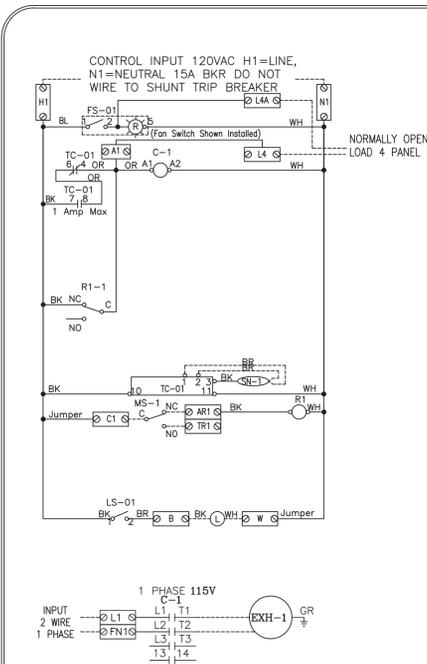 CONTROL INPUT 120VAC H1=LINE,
N1=NEUTRAL 15A BKR DO NOT
WIRE TO SHUNT TRIP BREAKER
H1
N1
L4A
FS-01
BL 1 2 R 5 WH
(Fan Switch Shown Installed)
NORMALLY OPEN
LOAD 4 PANEL
A1
L4
TC-01 C-1
6 4 OR OR A1 A2 WH
OR
TC-01
BK 7 8
1 Amp Max
R1-1
BK NC C
NO
BR
BR
1 2 3 BK SN-1
BK 10 TC-01 11 WH
MS-1 R1
Jumper C1 C NC AR1 BK WH
NO TR1
LS-01
BK 1 2 BR B BK L WH W Jumper
1 PHASE 115V
C-1
INPUT
2 WIRE
1 PHASE
L1 L1 T1 EXH-1 GR
FN1 L2 T2
L3 T3
13 14